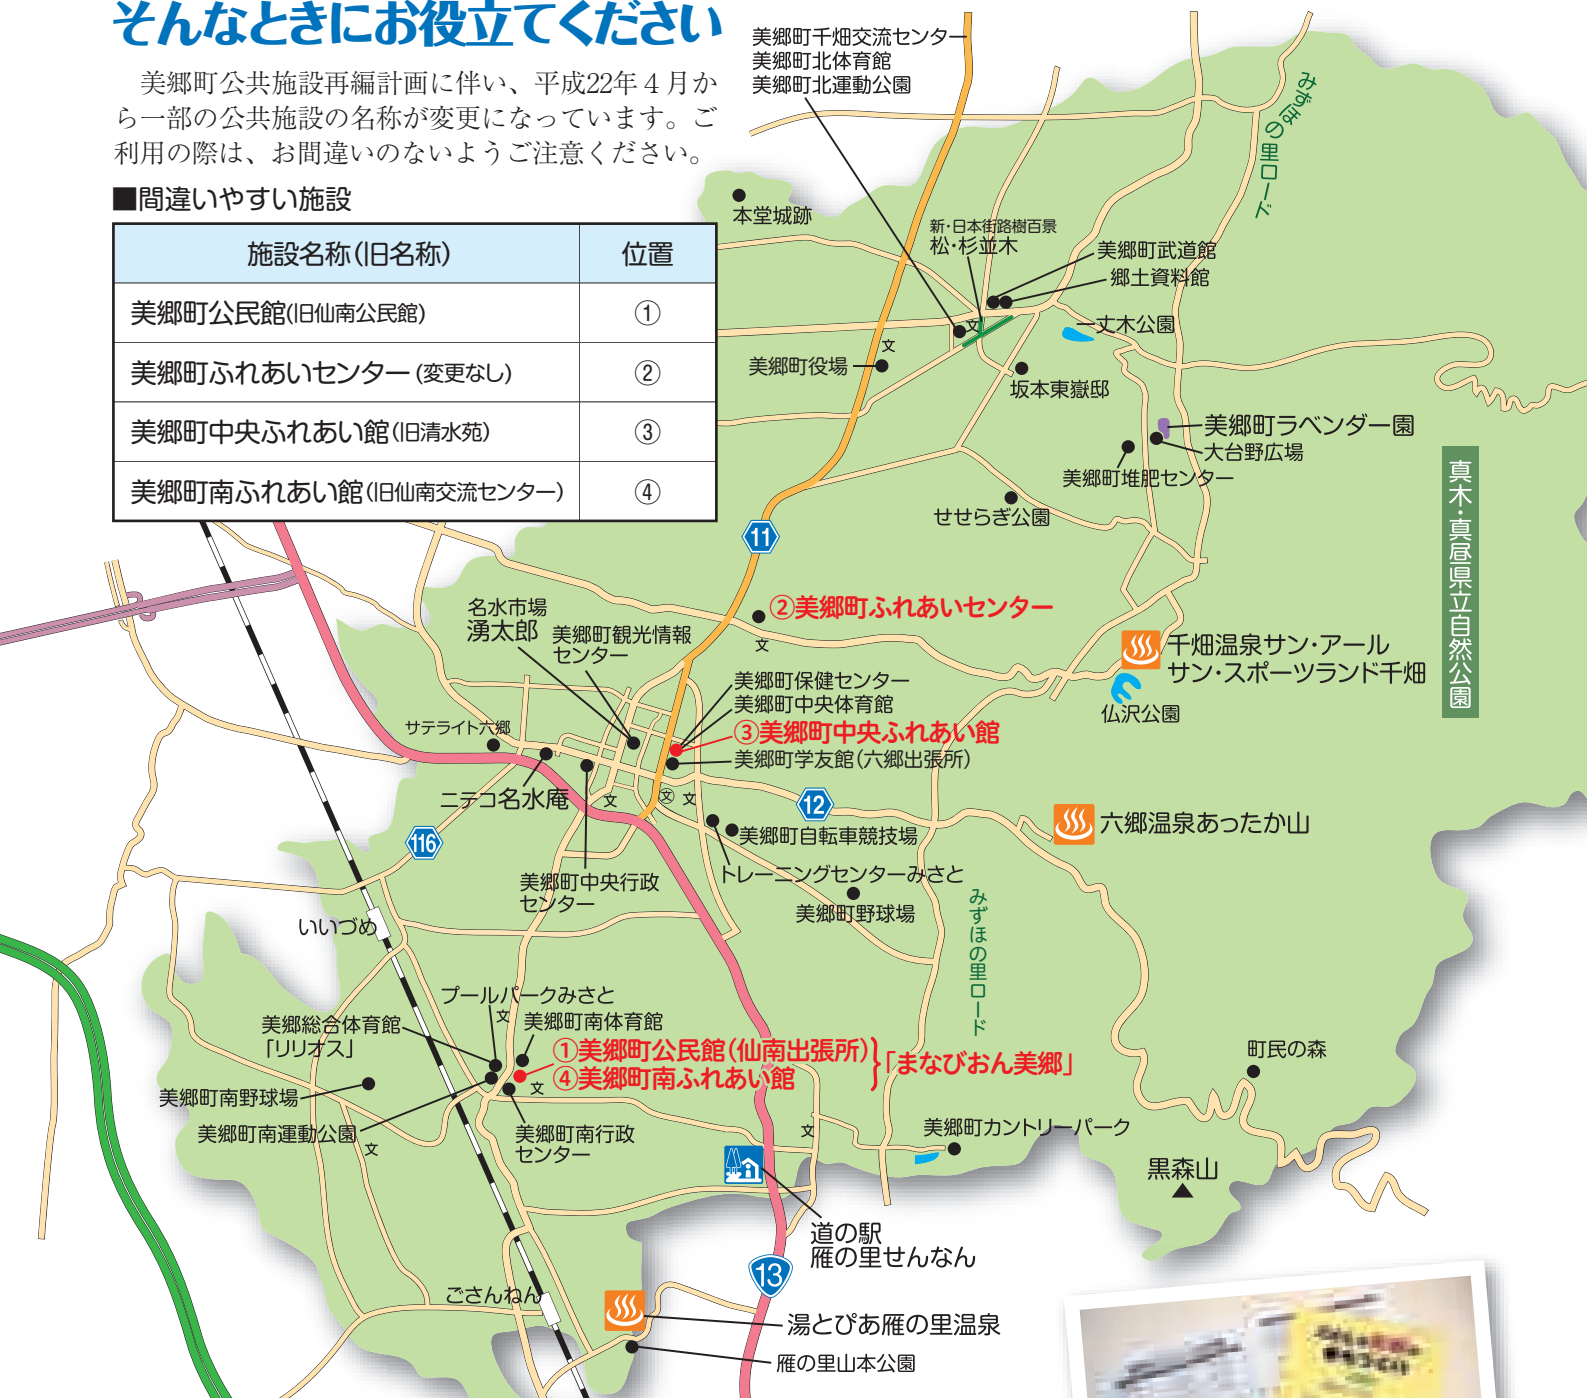 そんなときにお役立てください
美郷町公共施設再編計画に伴い、平成22年４月か
ら一部の公共施設の名称が変更になっています。ご
利用の際は、お間違いのないようご注意ください。
■間違いやすい施設
施設名称（旧名称） 位置
美郷町公民館（旧仙南公民館） ①
美郷町ふれあいセンター（変更なし） ②
美郷町中央ふれあい館（旧清水苑） ③
美郷町南ふれあい館（旧仙南交流センター） ④
美郷町千畑交流センター
美郷町北体育館
美郷町北運動公園
みずほの里ロード
本堂城跡
新・日本街路樹百景
松・杉並木
美郷町武道館
郷土資料館
文
一丈木公園
文
美郷町役場
坂本東嶽邸
美郷町ラベンダー園
大台野広場
美郷町堆肥センター
せせらぎ公園
真木・真昼県立自然公園
11
②美郷町ふれあいセンター
文
名水市場
湧太郎
美郷町観光情報
センター
千畑温泉サン・アール
サン・スポーツランド千畑
仏沢公園
美郷町保健センター
美郷町中央体育館
③美郷町中央ふれあい館
美郷町学友館（六郷出張所）
サテライト六郷
ニテコ名水庵
文
文
文
12
116
六郷温泉あったか山
美郷町自転車競技場
トレーニングセンターみさと
美郷町野球場
美郷町中央行政
センター
みずほの里ロード
いいづめ
プールパークみさと
文
美郷総合体育館
「リリオス」
美郷町南体育館
①美郷町公民館（仙南出張所）
④美郷町南ふれあい館
「まなびおん美郷」
文
美郷町南野球場
美郷町南運動公園
文
美郷町南行政
センター
町民の森
文
美郷町カントリーパーク
黒森山
道の駅
雁の里せんなん
13
ごさんねん
湯とぴあ雁の里温泉
雁の里山本公園